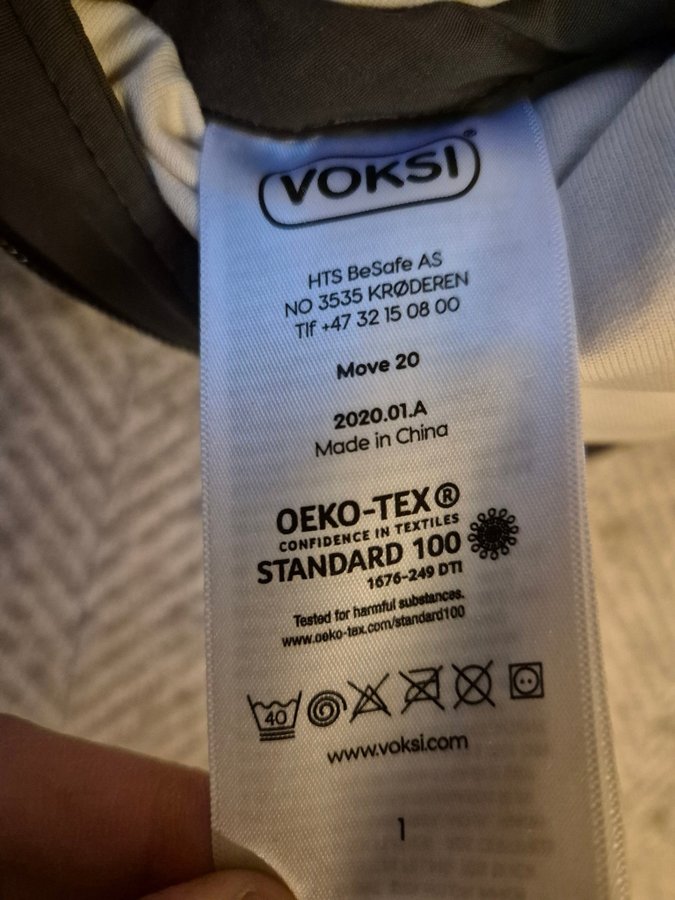 VOKSI®
HTS BeSafe AS
NO 3535 KRØDEREN
Tlf +47 32 15 08 00
Move 20
2020.01.A
Made in China
OEKO-TEX®
CONFIDENCE IN TEXTILES
STANDARD 100
1676-249 DTI
Tested for harmful substances.
www.oeko-tex.com/standard100
40
www.voksi.com
1